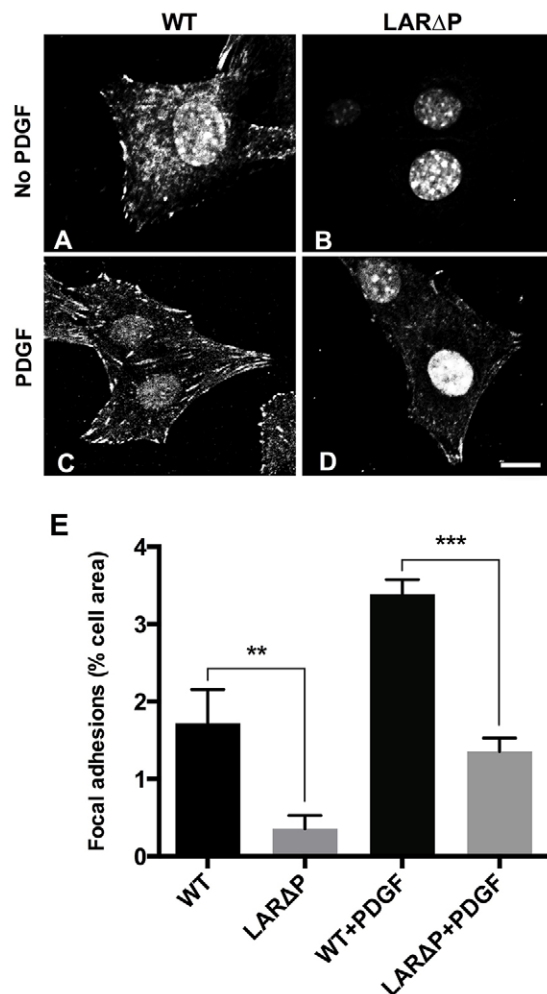 WT LARΔP
No PDGF
A B
PDGF
C D
E
Focal adhesions (% cell area)
4
3
2
1
0
**
***
WT
LARΔP
WT+PDGF
LARΔP+PDGF